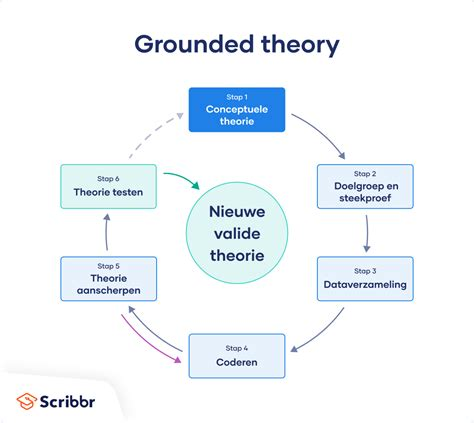 Grounded theory
Stap 1
Conceptuele
theorie
Stap 2
Doelgroep en
steekproef
Stap 3
Dataverzameling
Stap 4
Coderen
Stap 5
Theorie
aanscherpen
Stap 6
Theorie testen
Nieuwe
valide
theorie
Scribbr